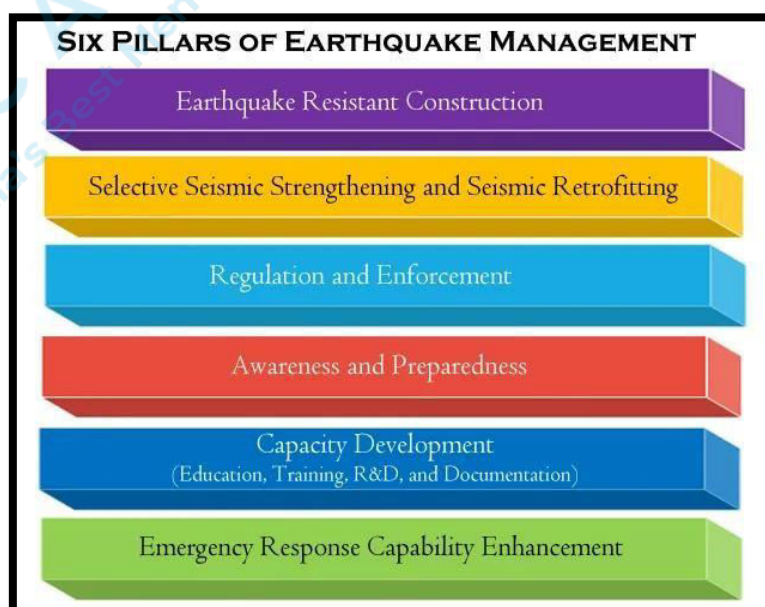 SIX PILLARS OF EARTHQUAKE MANAGEMENT
Earthquake Resistant Construction
Selective Seismic Strengthening and Seismic Retrofitting
Regulation and Enforcement
Awareness and Preparedness
Capacity Development
(Education, Training, R&D, and Documentation)
Emergency Response Capability Enhancement